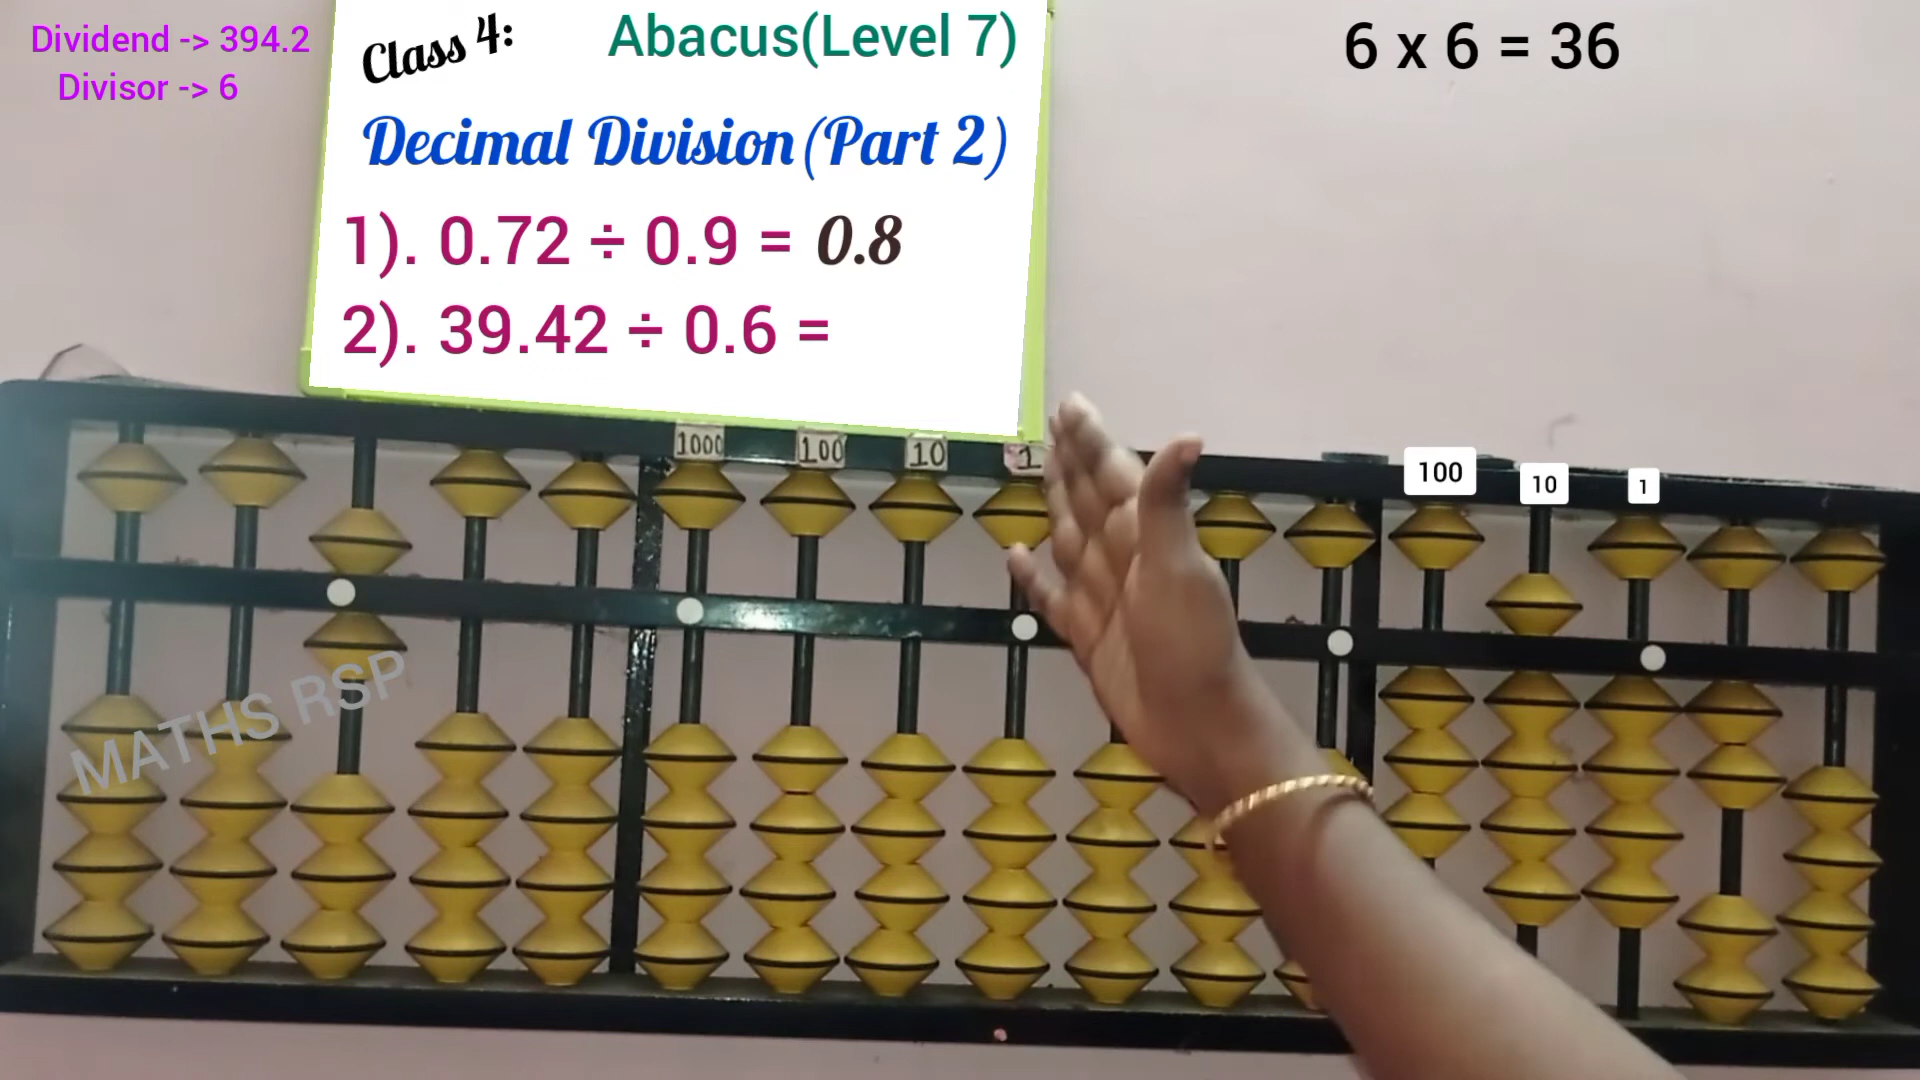 Dividend -> 394.2
Divisor -> 6
Class 4:
Abacus(Level 7)
Decimal Division(Part 2)
1). 0.72 ÷ 0.9 = 0.8
2). 39.42 ÷ 0.6 =
6 x 6 = 36
1000
100
10
1
100
10
1
MATHS RSP